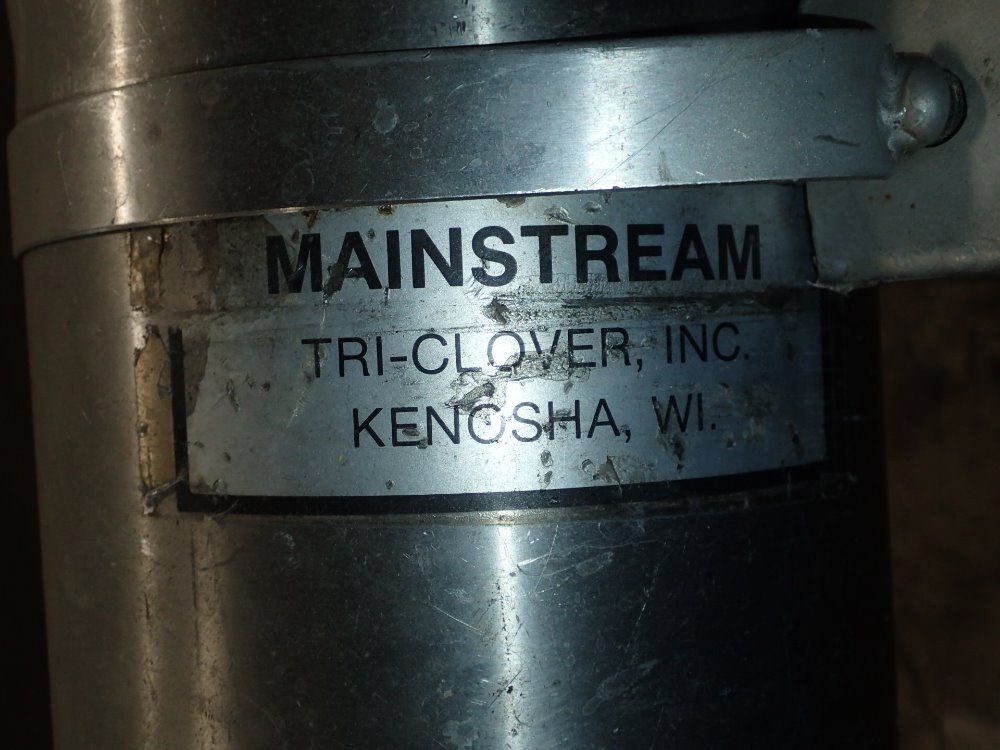 MAINSTREAM
TRI-CLOVER, INC.
KENOSHA, WI.